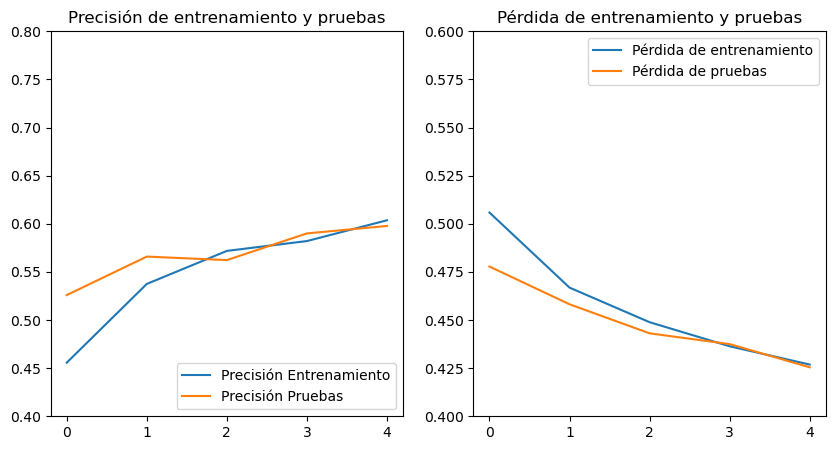 Precisión de entrenamiento y pruebas
0.80
0.75
0.70
0.65
0.60
0.55
0.50
0.45
0.40
0 1 2 3 4
Precisión Entrenamiento
Precisión Pruebas
Pérdida de entrenamiento y pruebas
0.600
0.575
0.550
0.525
0.500
0.475
0.450
0.425
0.400
0 1 2 3 4
Pérdida de entrenamiento
Pérdida de pruebas